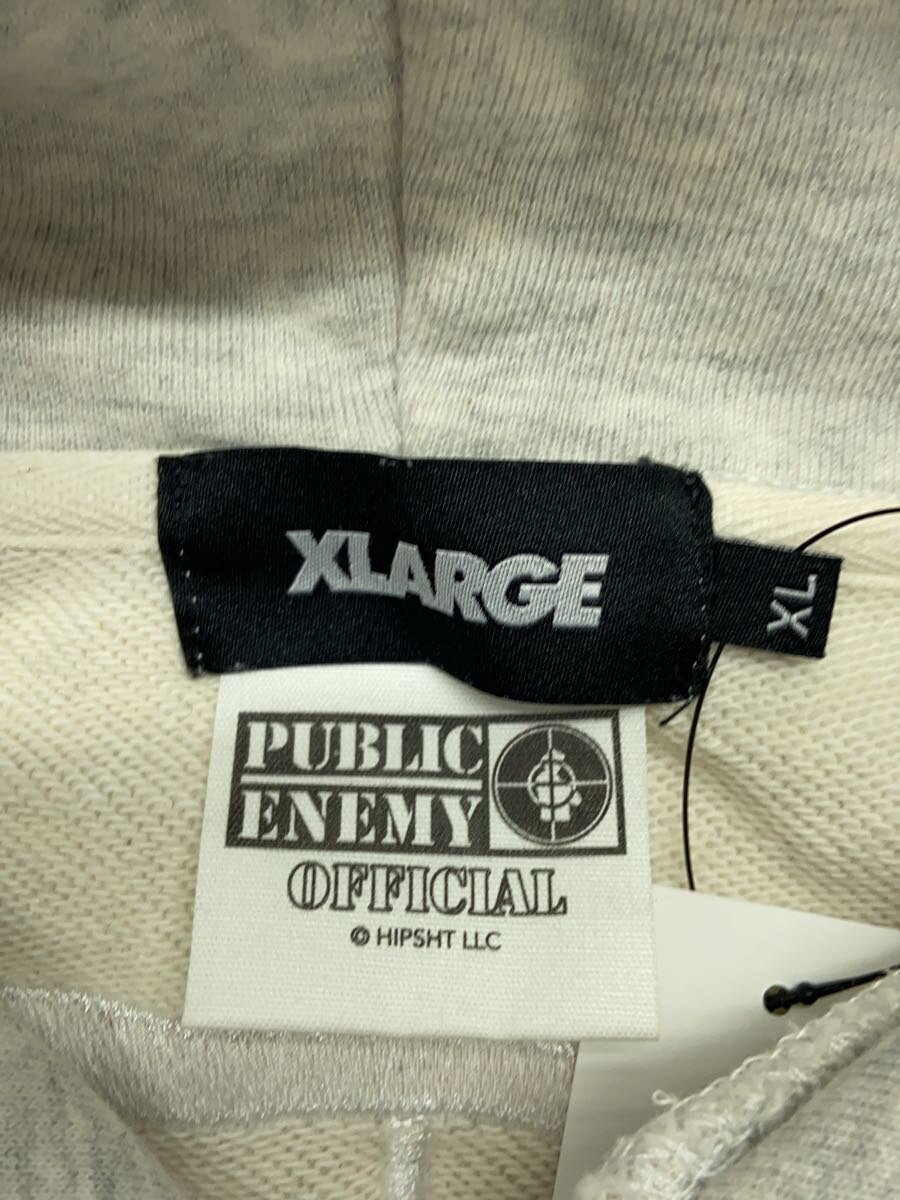 XLARGE
XL
PUBLIC
ENEMY
OFFICIAL
© HIPSHT LLC